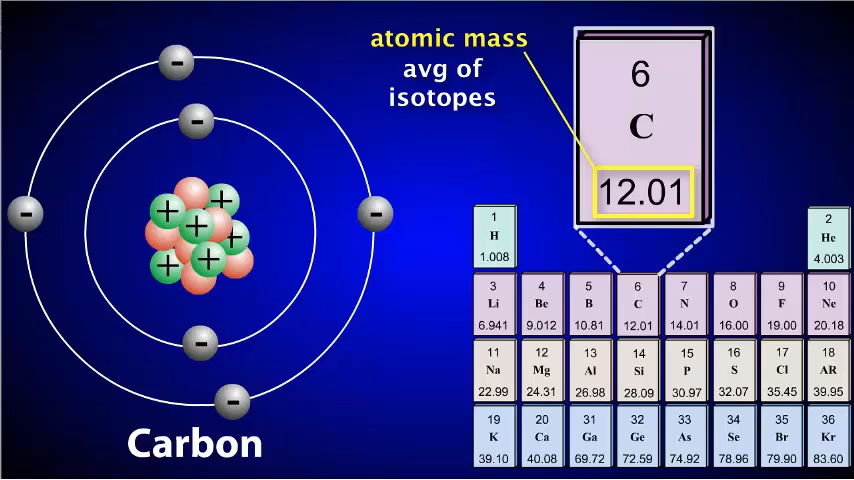 atomic mass
avg of
isotopes
6
C
12.01
-
-
-
-
-
-
+
+
+
+
+
+
Carbon
1
H
1.008
2
He
4.003
3 4 5 6 7 8 9 10
Li Be B C N O F Ne
6.941 9.012 10.81 12.01 14.01 16.00 19.00 20.18
11 12 13 14 15 16 17 18
Na Mg Al Si P S Cl AR
22.99 24.31 26.98 28.09 30.97 32.07 35.45 39.95
19 20 31 32 33 34 35 36
K Ca Ga Ge As Se Br Kr
39.10 40.08 69.72 72.59 74.92 78.96 79.90 83.60